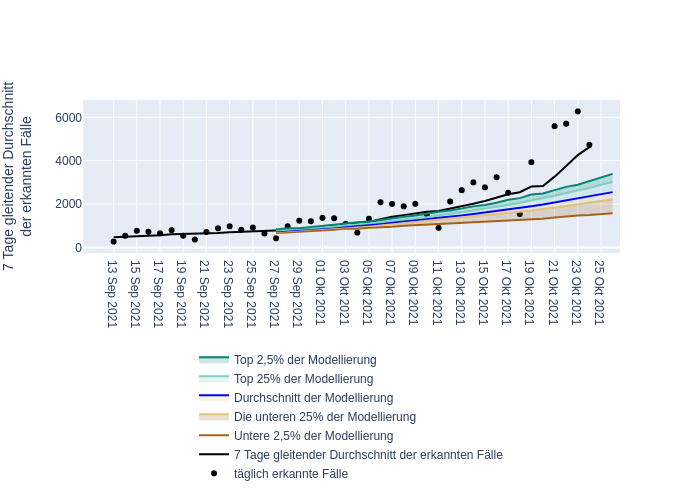 7 Tage gleitender Durchschnitt
der erkannten Fälle
6000
4000
2000
0
13 Sep 2021
15 Sep 2021
17 Sep 2021
19 Sep 2021
21 Sep 2021
23 Sep 2021
25 Sep 2021
27 Sep 2021
29 Sep 2021
01 Okt 2021
03 Okt 2021
05 Okt 2021
07 Okt 2021
09 Okt 2021
11 Okt 2021
13 Okt 2021
15 Okt 2021
17 Okt 2021
19 Okt 2021
21 Okt 2021
23 Okt 2021
25 Okt 2021
Top 2,5% der Modellierung
Top 25% der Modellierung
Durchschnitt der Modellierung
Die unteren 25% der Modellierung
Untere 2,5% der Modellierung
7 Tage gleitender Durchschnitt der erkannten Fälle
täglich erkannte Fälle